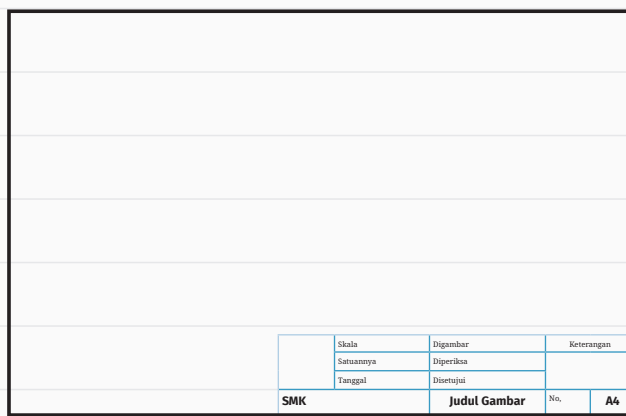 Skala Digambar Keterangan
Satuannya Diperiksa
Tanggal Disetujui
SMK Judul Gambar No, A4